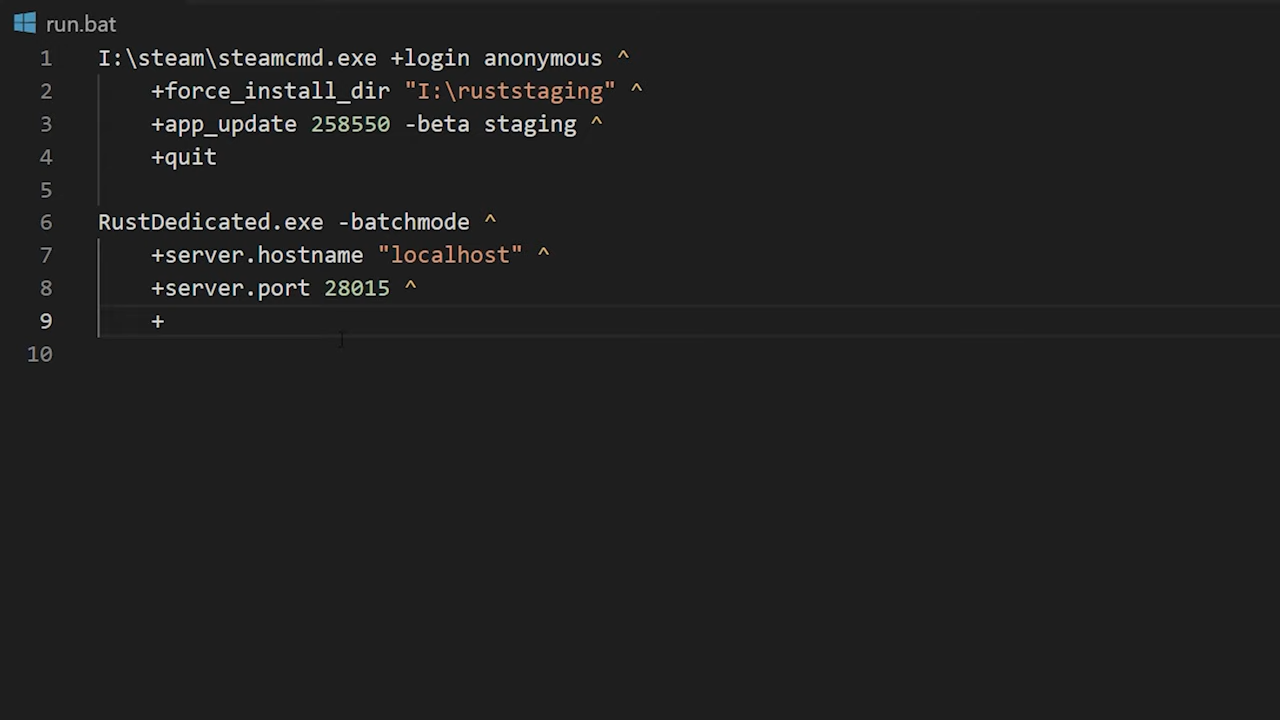 run.bat
1 I:\steam\steamcmd.exe +login anonymous ^
2 +force_install_dir "I:\ruststaging" ^
3 +app_update 258550 -beta staging ^
4 +quit
5
6 RustDedicated.exe -batchmode ^
7 +server.hostname "localhost" ^
8 +server.port 28015 ^
9 +
10